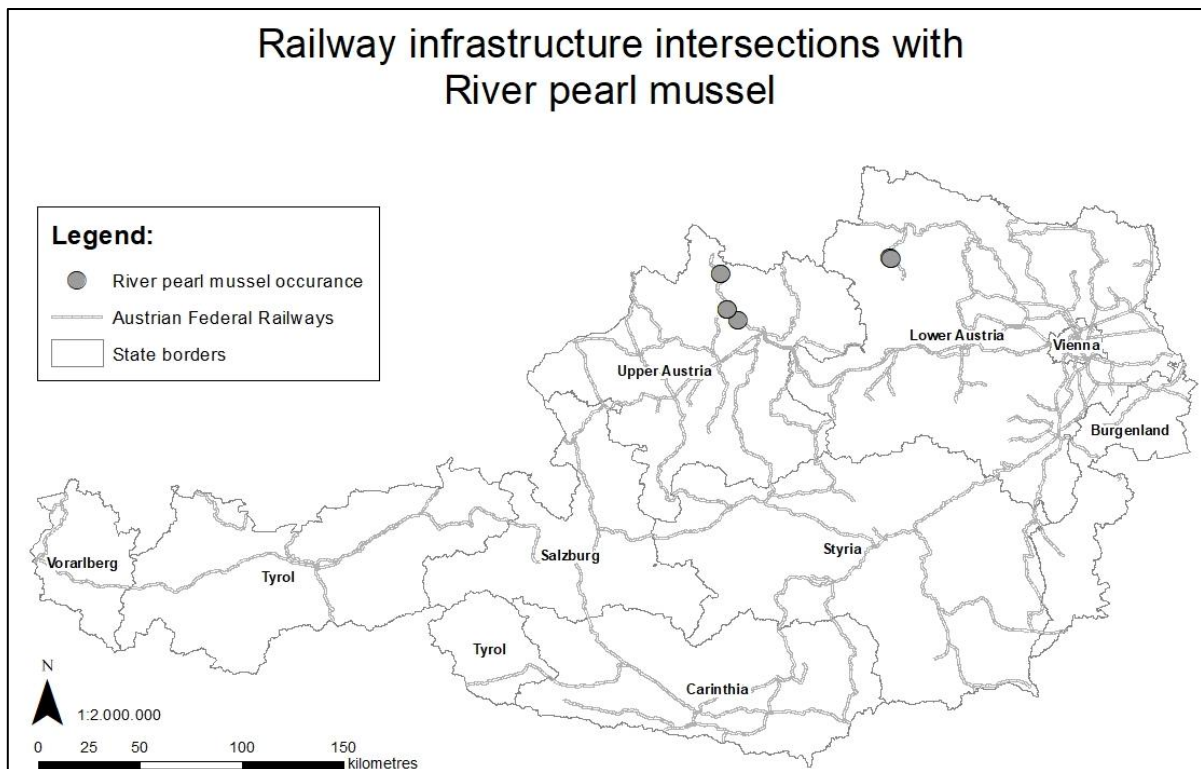 Railway infrastructure intersections with
River pearl mussel
Legend:
River pearl mussel occurance
Austrian Federal Railways
State borders
Lower Austria
Vienna
Upper Austria
Burgenland
Vorarlberg
Tyrol
Salzburg
Styria
Tyrol
Carinthia
N
1:2.000.000
0 25 50 100 150
kilometres